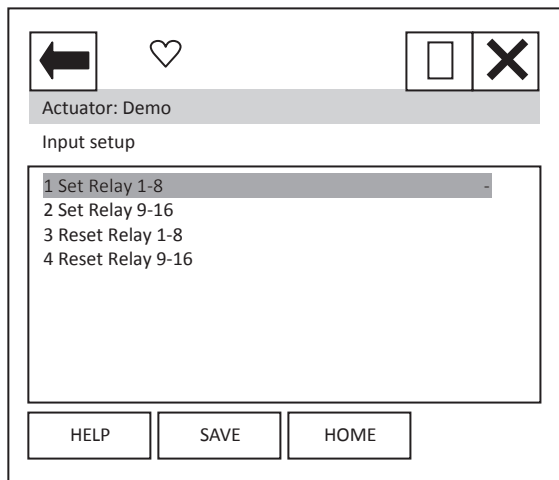 Actuator: Demo
Input setup
1 Set Relay 1-8 -
2 Set Relay 9-16
3 Reset Relay 1-8
4 Reset Relay 9-16
HELP SAVE HOME